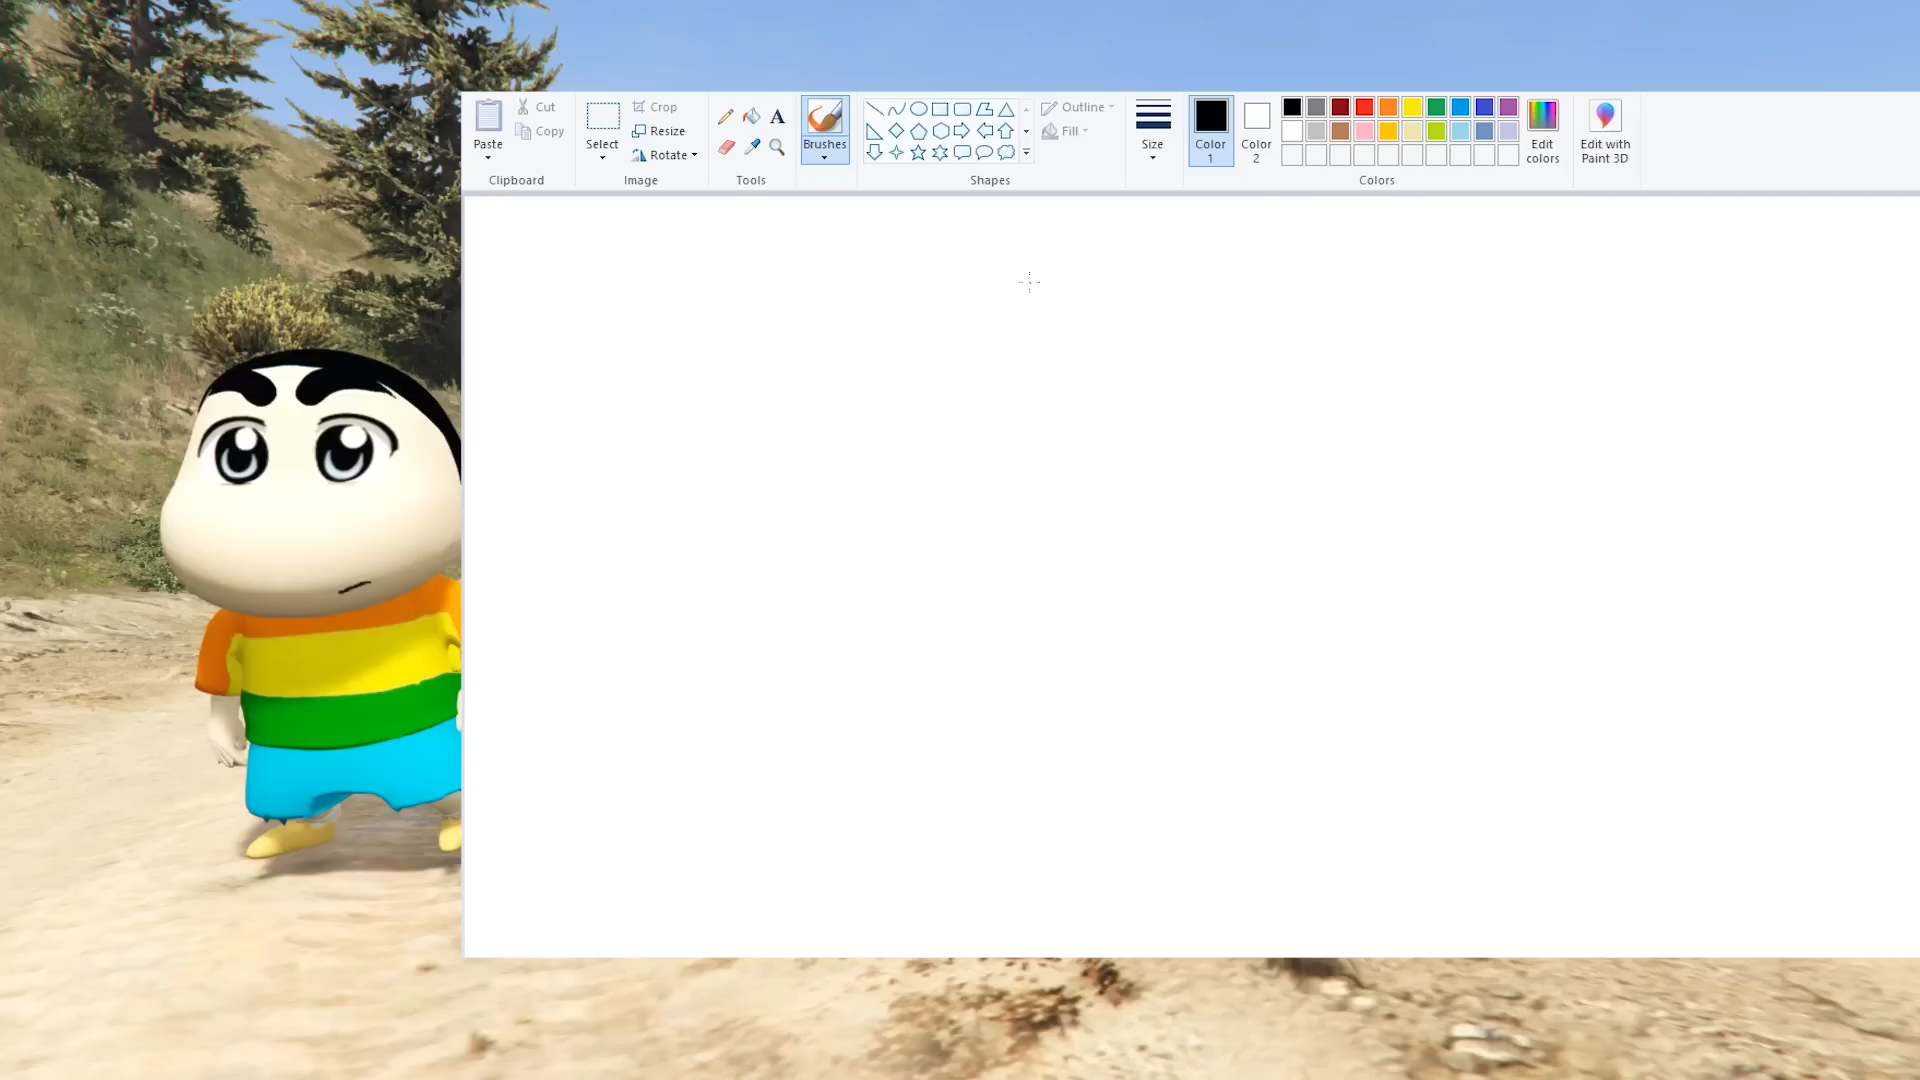 Paste
Cut
Copy
Clipboard
Select
Crop
Resize
Rotate
Image
A
Tools
Brushes
Shapes
Outline
Fill
Size
Color
1
Color
2
Colors
Edit
colors
Edit with
Paint 3D